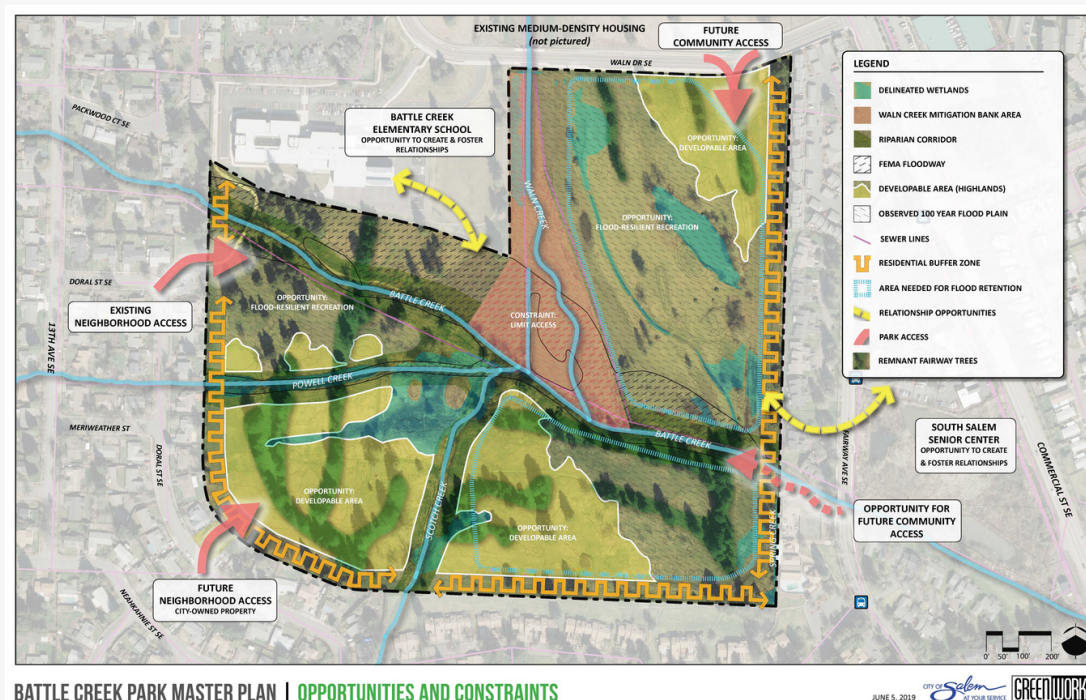 EXISTING MEDIUM-DENSITY HOUSING
(not pictured)
FUTURE
COMMUNITY ACCESS
WALN DR SE
PACKWOOD CT SE
BATTLE CREEK
ELEMENTARY SCHOOL
OPPORTUNITY TO CREATE & FOSTER
RELATIONSHIPS
OPPORTUNITY:
DEVELOPABLE AREA
WALN CREEK
OPPORTUNITY:
FLOOD-RESILIENT RECREATION
LEGEND
DELINEATED WETLANDS
WALN CREEK MITIGATION BANK AREA
RIPARIAN CORRIDOR
FEMA FLOODWAY
DEVELOPABLE AREA (HIGHLANDS)
OBSERVED 100 YEAR FLOOD PLAIN
SEWER LINES
RESIDENTIAL BUFFER ZONE
AREA NEEDED FOR FLOOD RETENTION
RELATIONSHIP OPPORTUNITIES
PARK ACCESS
REMNANT FAIRWAY TREES
DORAL ST SE
EXISTING
NEIGHBORHOOD ACCESS
13TH AVE SE
OPPORTUNITY:
FLOOD-RESILIENT RECREATION
BATTLE CREEK
CONSTRAINT:
LIMIT ACCESS
POWELL CREEK
MERIWEATHER ST
DORAL ST SE
BATTLE CREEK
FAIRWAY AVE SE
SOUTH SALEM
SENIOR CENTER
OPPORTUNITY TO CREATE
& FOSTER RELATIONSHIPS
COMMERCIAL ST SE
OPPORTUNITY:
DEVELOPABLE AREA
SCOTCH CREEK
OPPORTUNITY:
DEVELOPABLE AREA
OPPORTUNITY FOR
FUTURE COMMUNITY
ACCESS
FUTURE
NEIGHBORHOOD ACCESS
CITY-OWNED PROPERTY
NEAHKAHNIE ST SE
0' 50' 100' 200'
BATTLE CREEK PARK MASTER PLAN | OPPORTUNITIES AND CONSTRAINTS
JUNE 5, 2019
CITY OF Salem
AT YOUR SERVICE